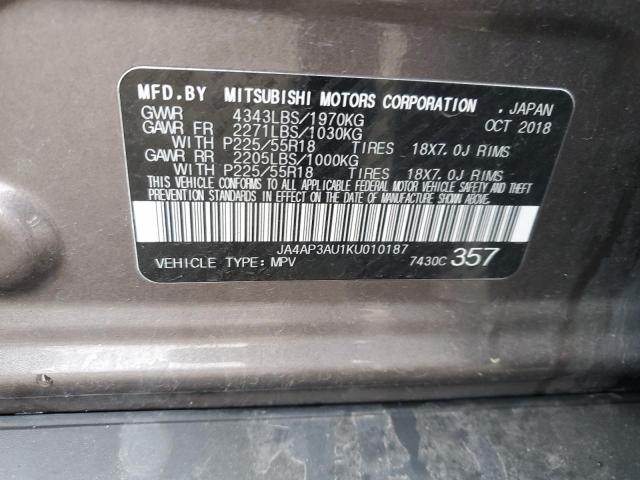 MFD.BY MITSUBISHI MOTORS CORPORATION . JAPAN
GVWR 4343LBS/1970KG OCT 2018
GAWR FR 2271LBS/1030KG
WITH P225/55R18 TIRES 18X7.0J RIMS
GAWR RR 2205LBS/1000KG
WITH P225/55R18 TIRES 18X7.0J RIMS
THIS VEHICLE CONFORMS TO ALL APPLICABLE FEDERAL MOTOR VEHICLE SAFETY AND THEFT
PREVENTION STANDARDS IN EFFECT ON THE DATE OF MANUFACTURE SHOWN ABOVE.
JA4AP3AU1KU010187
VEHICLE TYPE: MPV 7430C 357